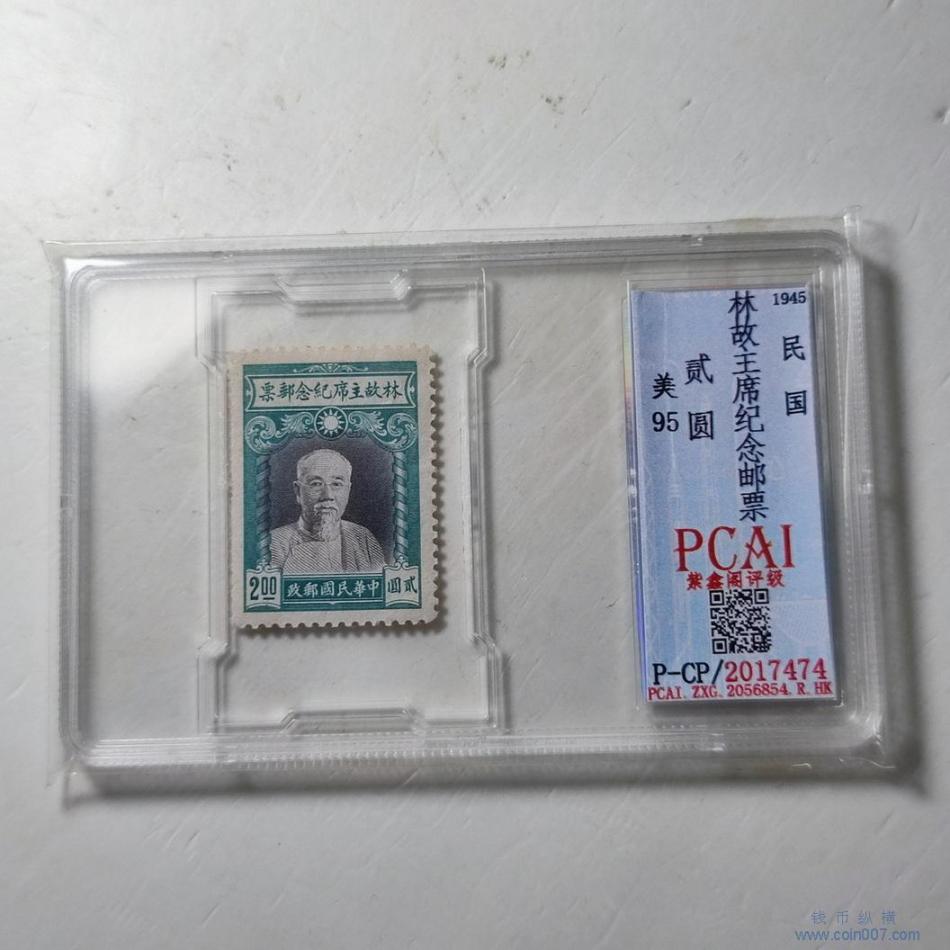 林故主席紀念郵票
貳圓
中華民國郵政
2.00
1945
民国
林故主席纪念邮票
贰圆
美95
PCAI
紫鑫阁评级
P-CP/2017474
PCAI. ZXG. 2056854. R. HK
钱币纵横
www.coin007.com